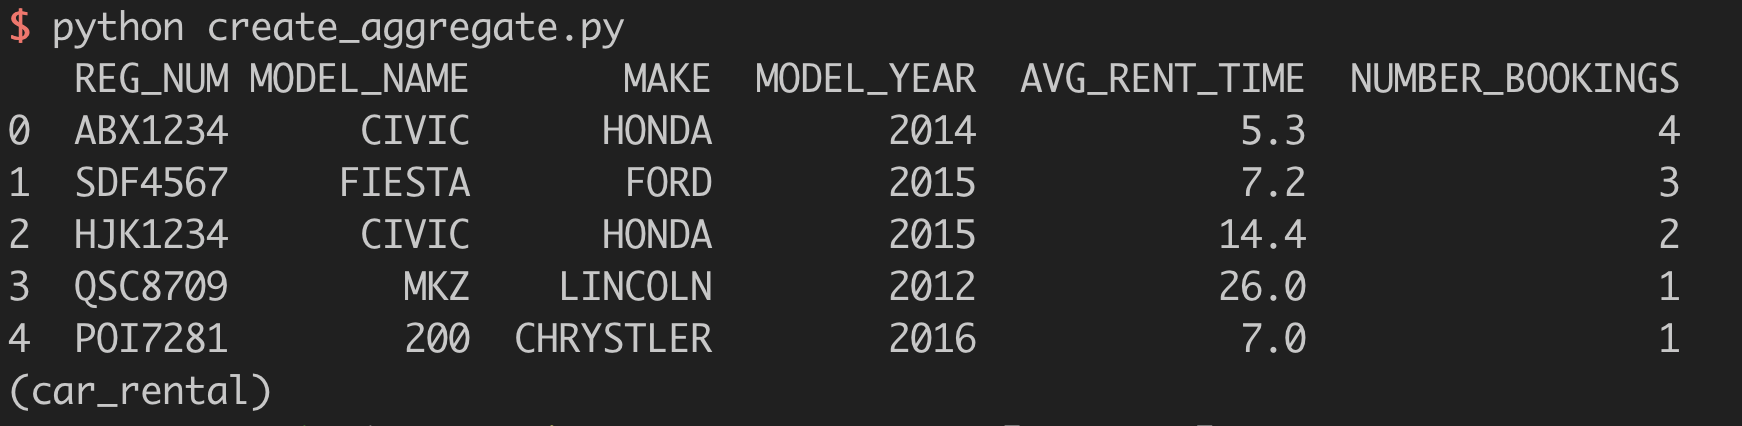 $ python create_aggregate.py
REG_NUM MODEL_NAME MAKE MODEL_YEAR AVG_RENT_TIME NUMBER_BOOKINGS
0 ABX1234 CIVIC HONDA 2014 5.3 4
1 SDF4567 FIESTA FORD 2015 7.2 3
2 HJK1234 CIVIC HONDA 2015 14.4 2
3 QSC8709 MKZ LINCOLN 2012 26.0 1
4 POI7281 200 CHRYSTLER 2016 7.0 1
(car_rental)